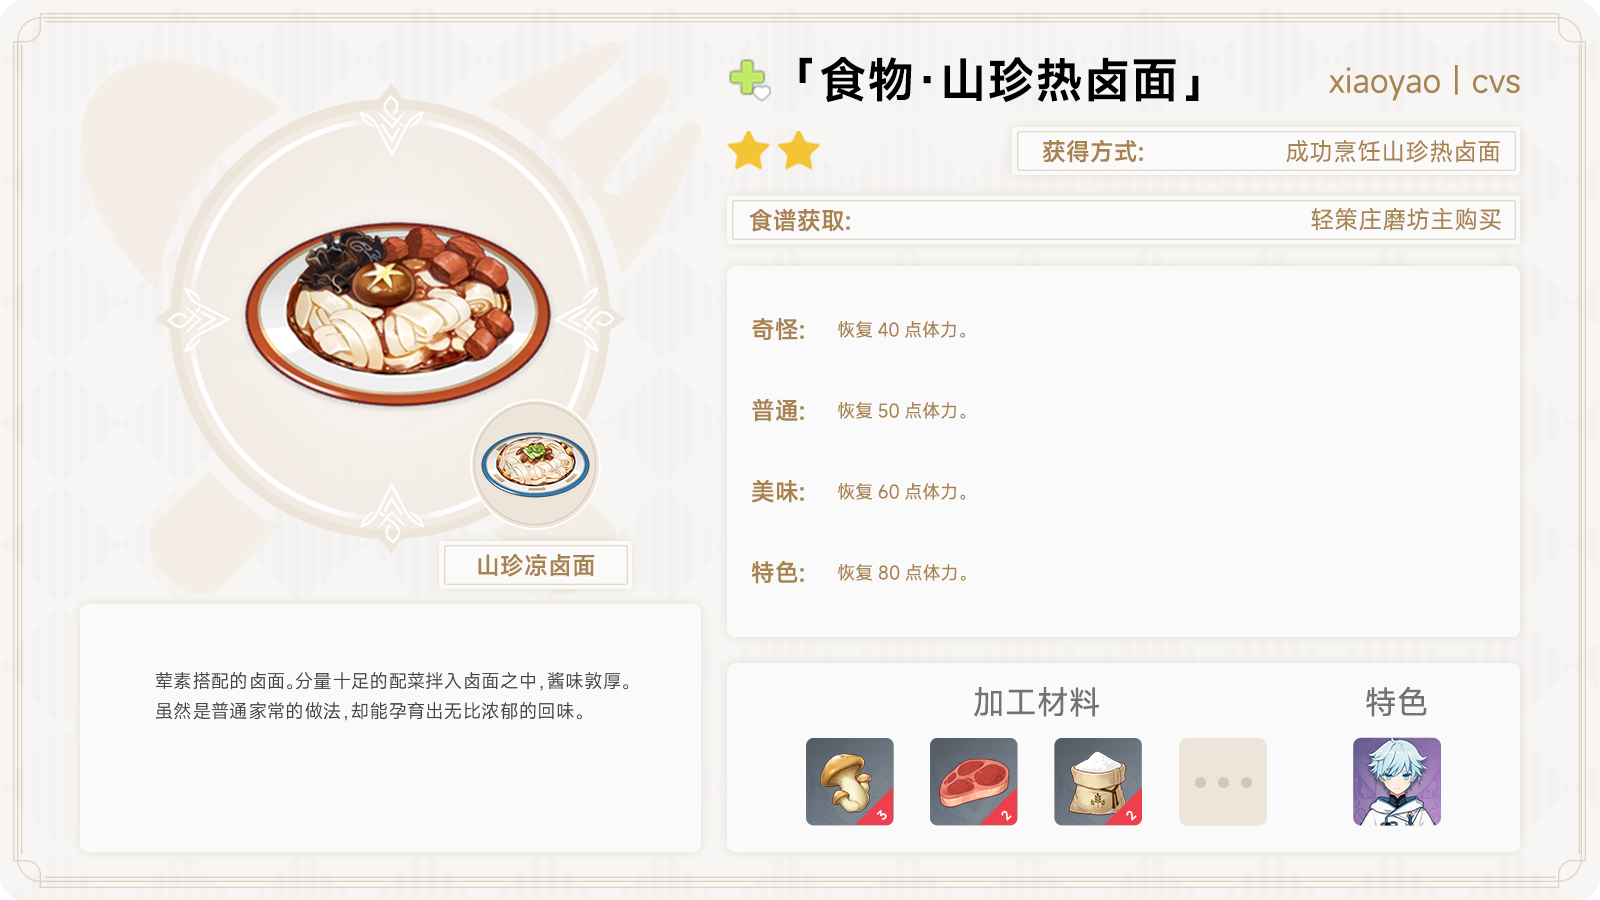 「食物·山珍热卤面」
xiaoyao | cvs
获得方式: 成功烹饪山珍热卤面
食谱获取: 轻策庄磨坊主购买
奇怪: 恢复 40 点体力。
普通: 恢复 50 点体力。
美味: 恢复 60 点体力。
特色: 恢复 80 点体力。
山珍凉卤面
荤素搭配的卤面。分量十足的配菜拌入卤面之中,酱味敦厚。
虽然是普通家常的做法,却能孕育出无比浓郁的回味。
加工材料 特色
3 2 2